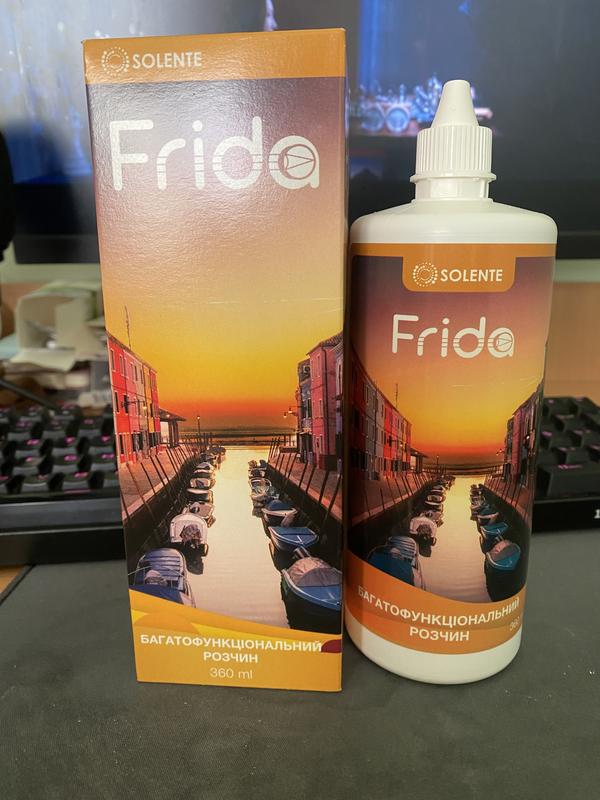 SOLENTE
Frida
БАГАТОФУНКЦІОНАЛЬНИЙ
РОЗЧИН
360 ml
SOLENTE
Frida
БАГАТОФУНКЦІОНАЛЬНИЙ
РОЗЧИН